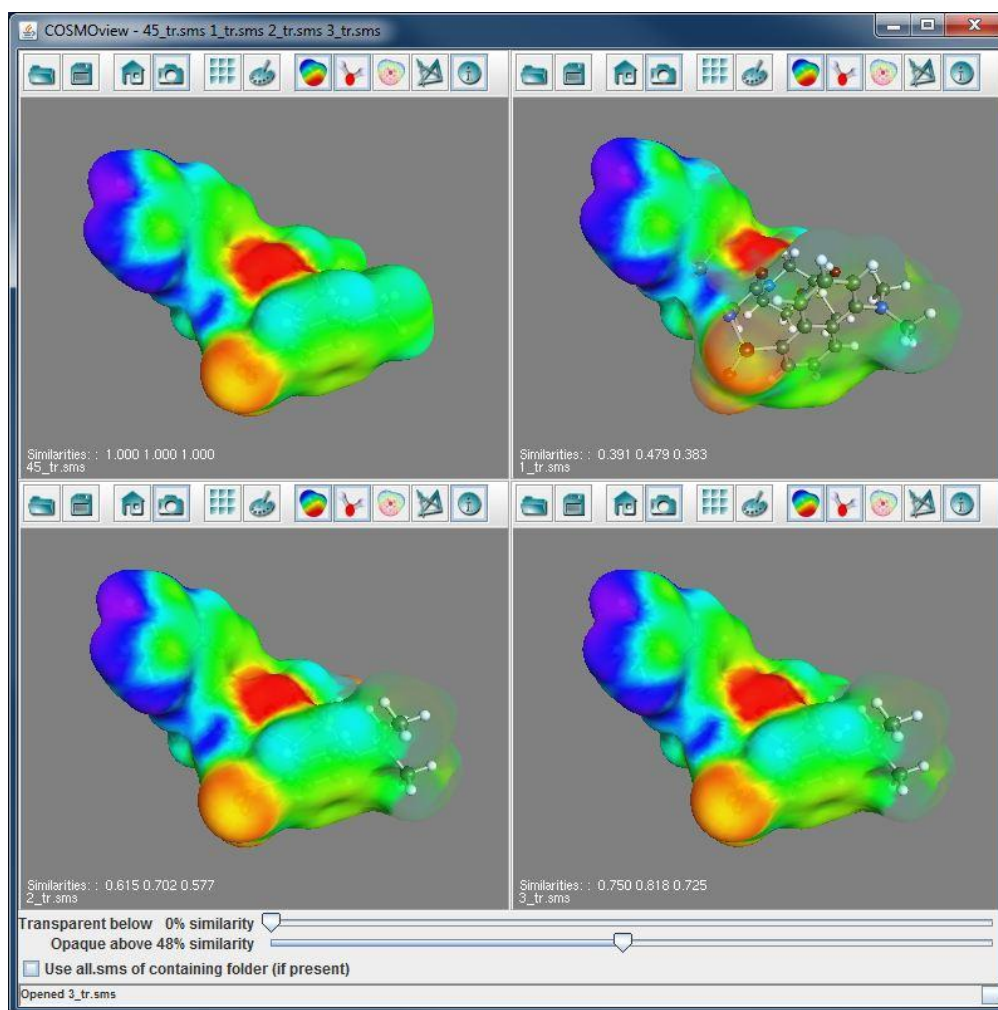 COSMOview - 45_tr.sms 1_tr.sms 2_tr.sms 3_tr.sms
Similarities: : 1.000 1.000 1.000
45_tr.sms
Similarities: : 0.391 0.479 0.383
1_tr.sms
Similarities: : 0.615 0.702 0.577
2_tr.sms
Similarities: : 0.750 0.818 0.725
3_tr.sms
Transparent below 0% similarity
Opaque above 48% similarity
Use all.sms of containing folder (if present)
Opened 3_tr.sms